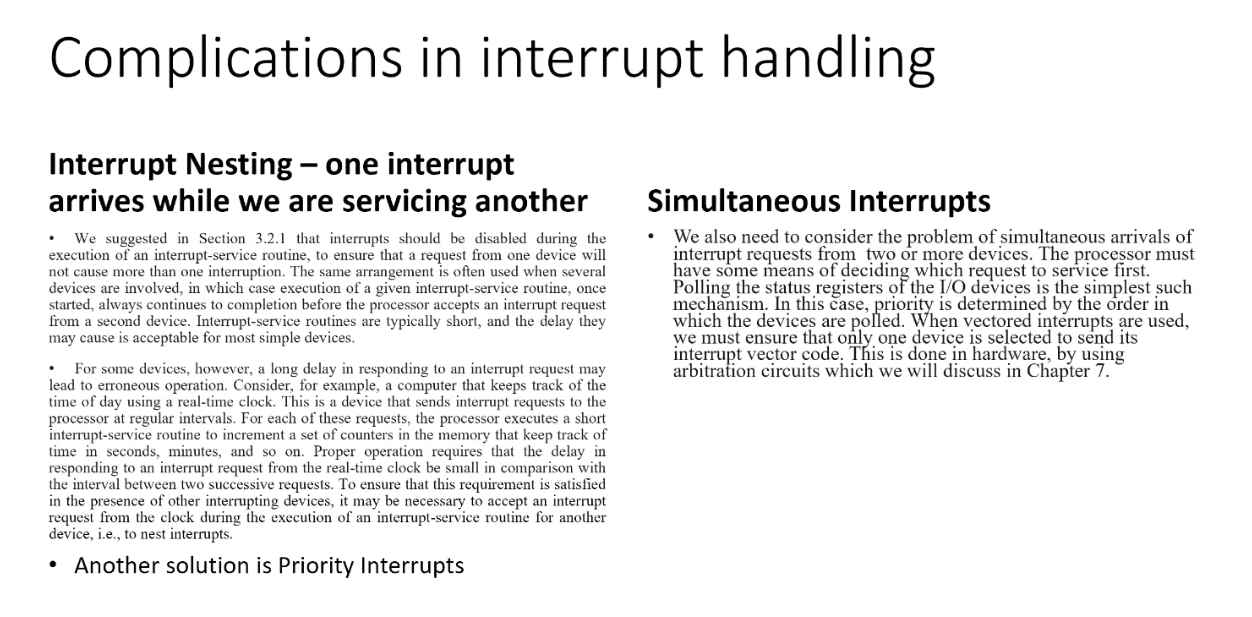 Complications in interrupt handling
Interrupt Nesting – one interrupt
arrives while we are servicing another
• We suggested in Section 3.2.1 that interrupts should be disabled during the
execution of an interrupt-service routine, to ensure that a request from one device will
not cause more than one interruption. The same arrangement is often used when several
devices are involved, in which case execution of a given interrupt-service routine, once
started, always continues to completion before the processor accepts an interrupt request
from a second device. Interrupt-service routines are typically short, and the delay they
may cause is acceptable for most simple devices.
• For some devices, however, a long delay in responding to an interrupt request may
lead to erroneous operation. Consider, for example, a computer that keeps track of the
time of day using a real-time clock. This is a device that sends interrupt requests to the
processor at regular intervals. For each of these requests, the processor executes a short
interrupt-service routine to increment a set of counters in the memory that keep track of
time in seconds, minutes, and so on. Proper operation requires that the delay in
responding to an interrupt request from the real-time clock be small in comparison with
the interval between two successive requests. To ensure that this requirement is satisfied
in the presence of other interrupting devices, it may be necessary to accept an interrupt
request from the clock during the execution of an interrupt-service routine for another
device, i.e., to nest interrupts.
• Another solution is Priority Interrupts
Simultaneous Interrupts
• We also need to consider the problem of simultaneous arrivals of
interrupt requests from two or more devices. The processor must
have some means of deciding which request to service first.
Polling the status registers of the I/O devices is the simplest such
mechanism. In this case, priority is determined by the order in
which the devices are polled. When vectored interrupts are used,
we must ensure that only one device is selected to send its
interrupt vector code. This is done in hardware, by using
arbitration circuits which we will discuss in Chapter 7.